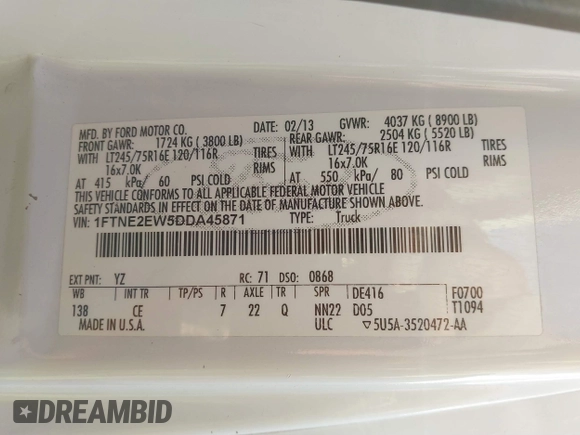 MFD. BY FORD MOTOR CO.
DATE: 02/13 GVWR: 4037 KG ( 8900 LB)
FRONT GAWR: 1724 KG ( 3800 LB) REAR GAWR: 2504 KG ( 5520 LB)
WITH LT245/75R16E 120/116R TIRES WITH LT245/75R16E 120/116R TIRES
16x7.0K RIMS 16x7.0K RIMS
AT 415 kPa/ 60 PSI COLD AT 550 kPa/ 80 PSI COLD
THIS VEHICLE CONFORMS TO ALL APPLICABLE FEDERAL MOTOR VEHICLE
SAFETY STANDARDS IN EFFECT ON THE DATE OF MANUFACTURE SHOWN ABOVE.
VIN: 1FTNE2EW5DDA45871 TYPE: Truck
EXT PNT: YZ RC: 71 DSO: 0868
WB INT TR TP/PS R AXLE TR SPR DE416 F0700
138 CE 7 22 Q NN22 D05 T1094
MADE IN U.S.A. ULC ▽5U5A-3520472-AA
DREAMBID